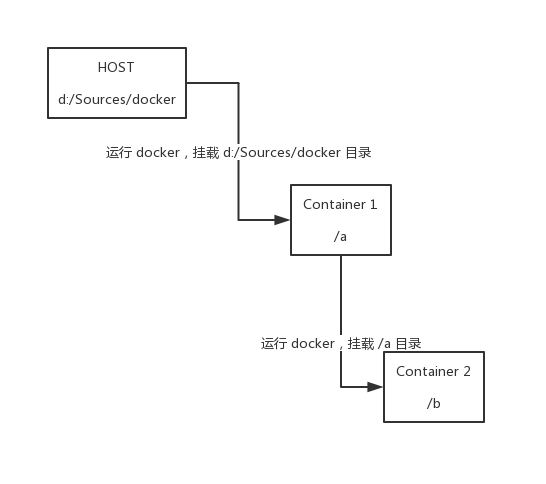 HOST
d:/Sources/docker
运行 docker , 挂载 d:/Sources/docker 目录
Container 1
/a
运行 docker , 挂载 /a 目录
Container 2
/b